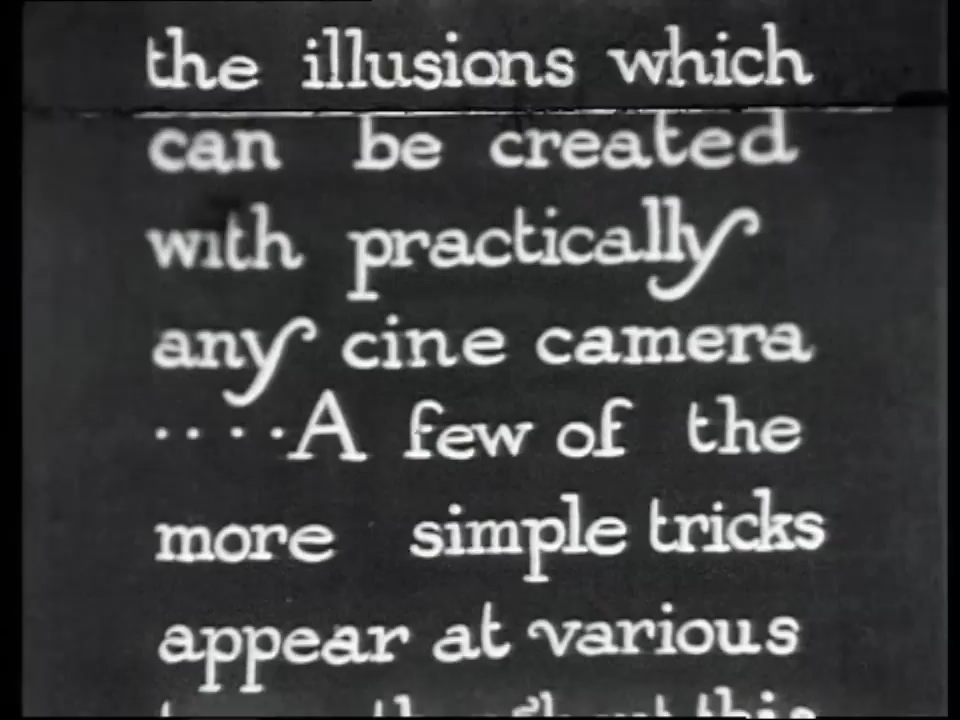 the illusions which
can be created
with practically
any cine camera
....A few of the
more simple tricks
appear at various